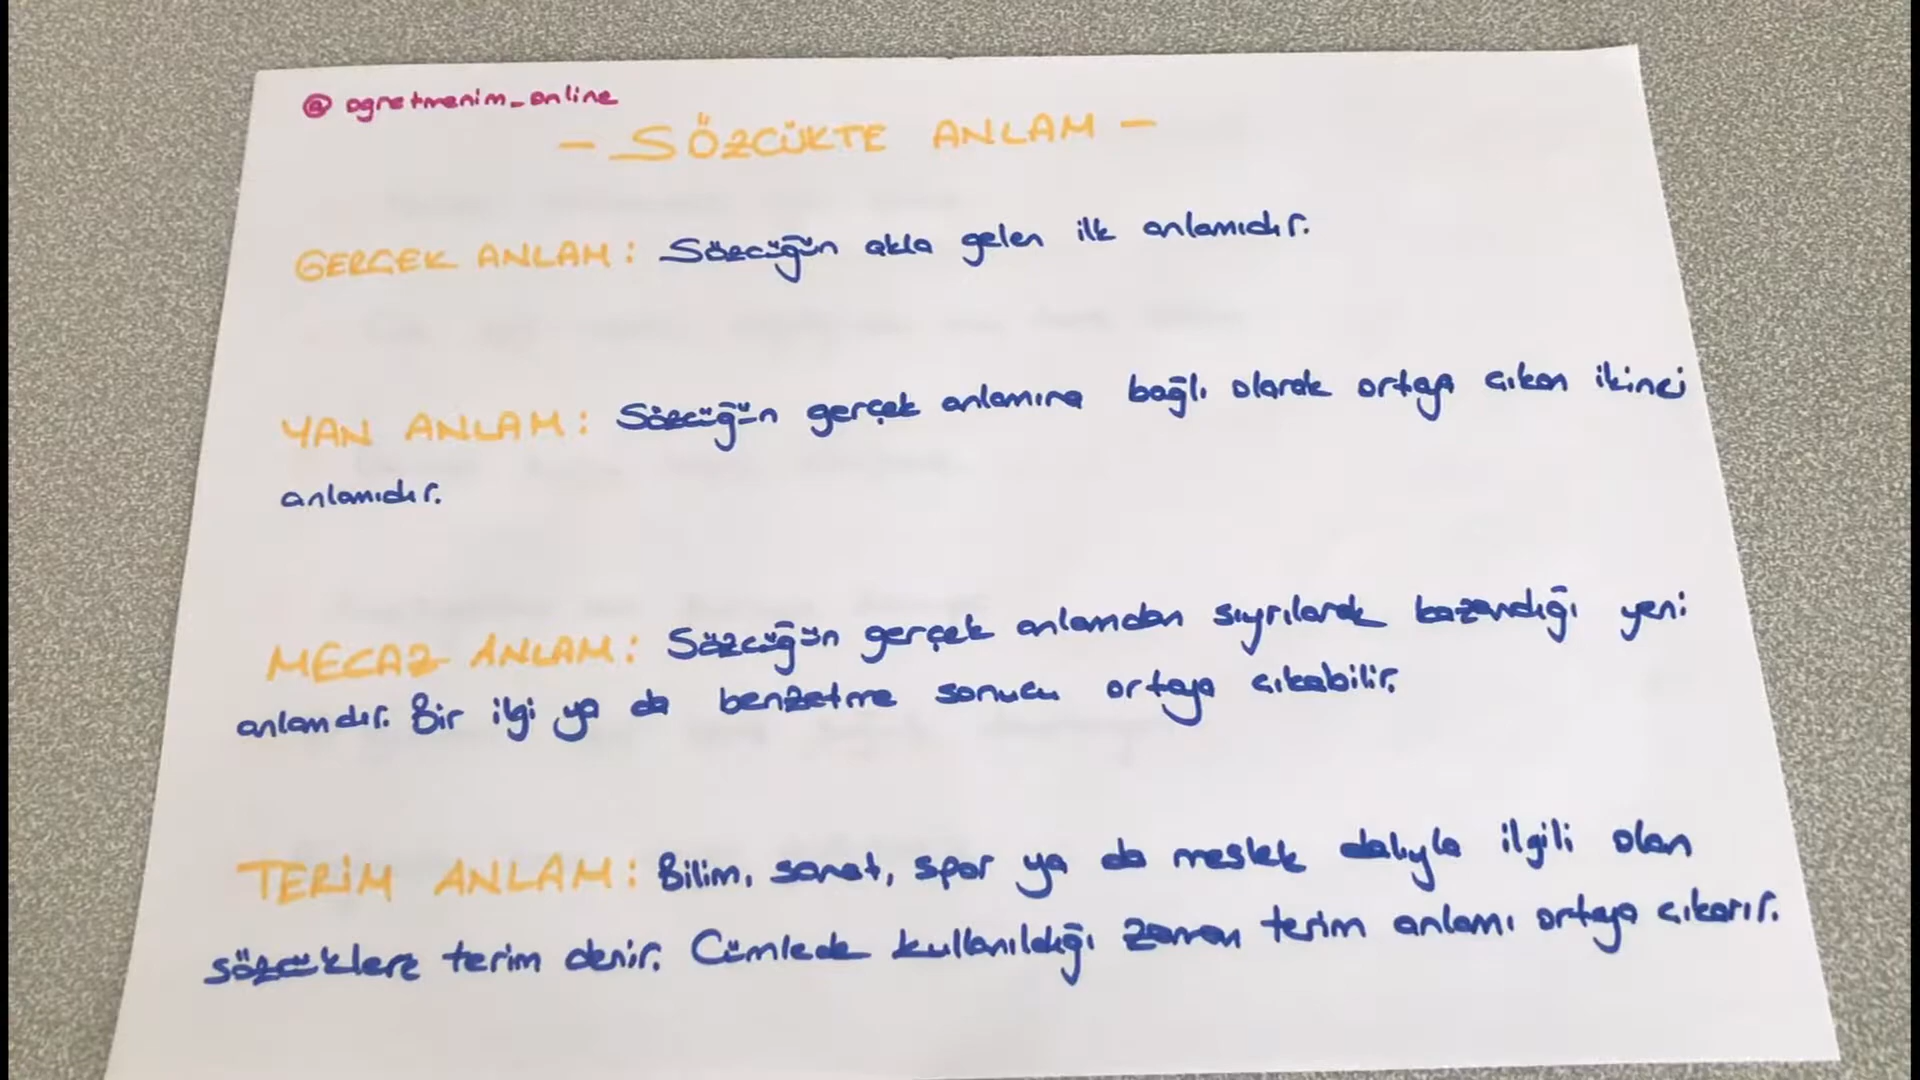 @ ogretmenim_online
- SÖZCÜKTE ANLAM -
GERÇEK ANLAM: Sözcüğün akla gelen ilk anlamıdır.
YAN ANLAM: Sözcüğün gerçek anlamına bağlı olarak ortaya çıkan ikinci
anlamıdır.
MECAZ ANLAM: Sözcüğün gerçek anlamdan sıyrılarak kazandığı yeni
anlamdır. Bir ilgi ya da benzetme sonucu ortaya çıkabilir.
TERİM ANLAM: Bilim, sanat, spor ya da meslek dalıyla ilgili olan
sözcüklere terim denir. Cümlede kullanıldığı zaman terim anlamı ortaya çıkarır.